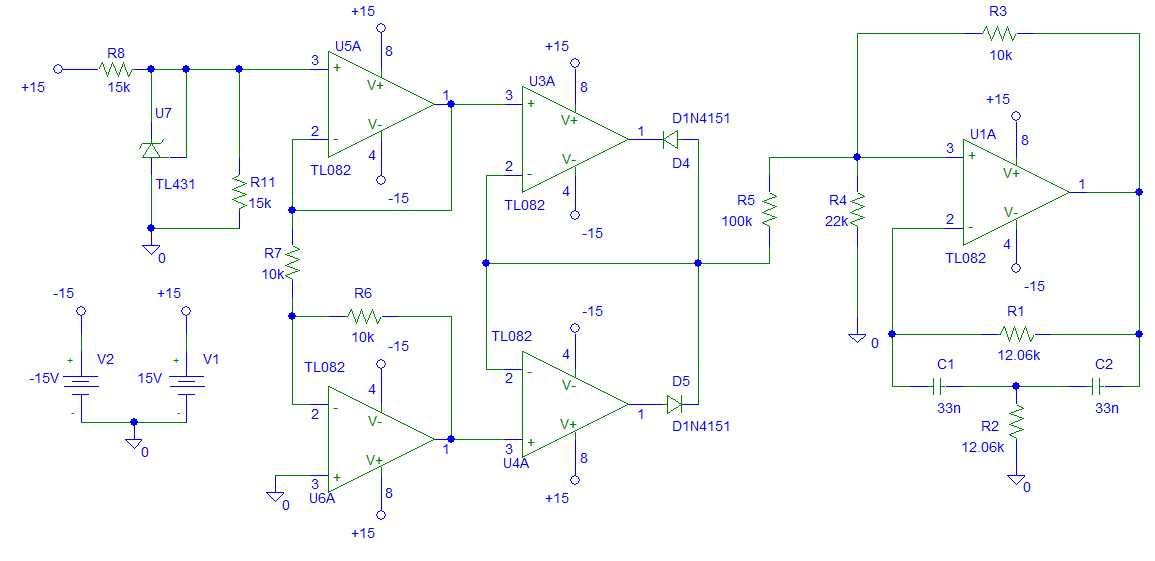 +15
R8
15k
U7
TL431
R11
15k
0
U5A
+15
8
3
+
V+
1
V-
2
-
4
TL082
-15
R7
10k
R6
10k
TL082
-15
4
2
-
V-
1
V+
3
+
U6A
8
0
+15
+15
U3A
8
3
+
V+
1
V-
2
-
4
TL082
-15
D1N4151
D4
-15
TL082
4
-
2
V-
1
V+
+
3
U4A
8
+15
D5
D1N4151
R5
100k
R4
22k
0
R3
10k
+15
U1A
8
3
+
V+
1
V-
2
-
4
TL082
-15
R1
12.06k
C1
33n
C2
33n
R2
12.06k
0
-15
+15
+
V2
-15V
-
+
V1
15V
-
0